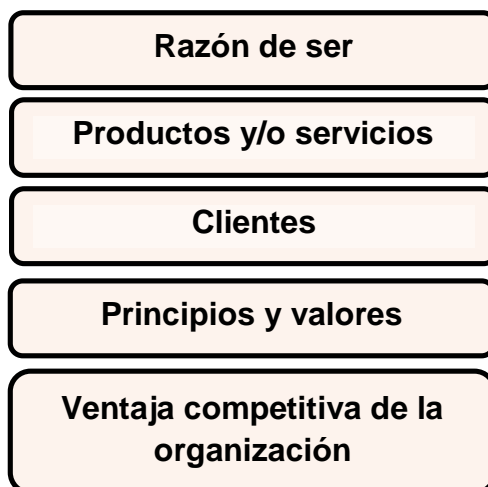 Razón de ser
Productos y/o servicios
Clientes
Principios y valores
Ventaja competitiva de la
organización